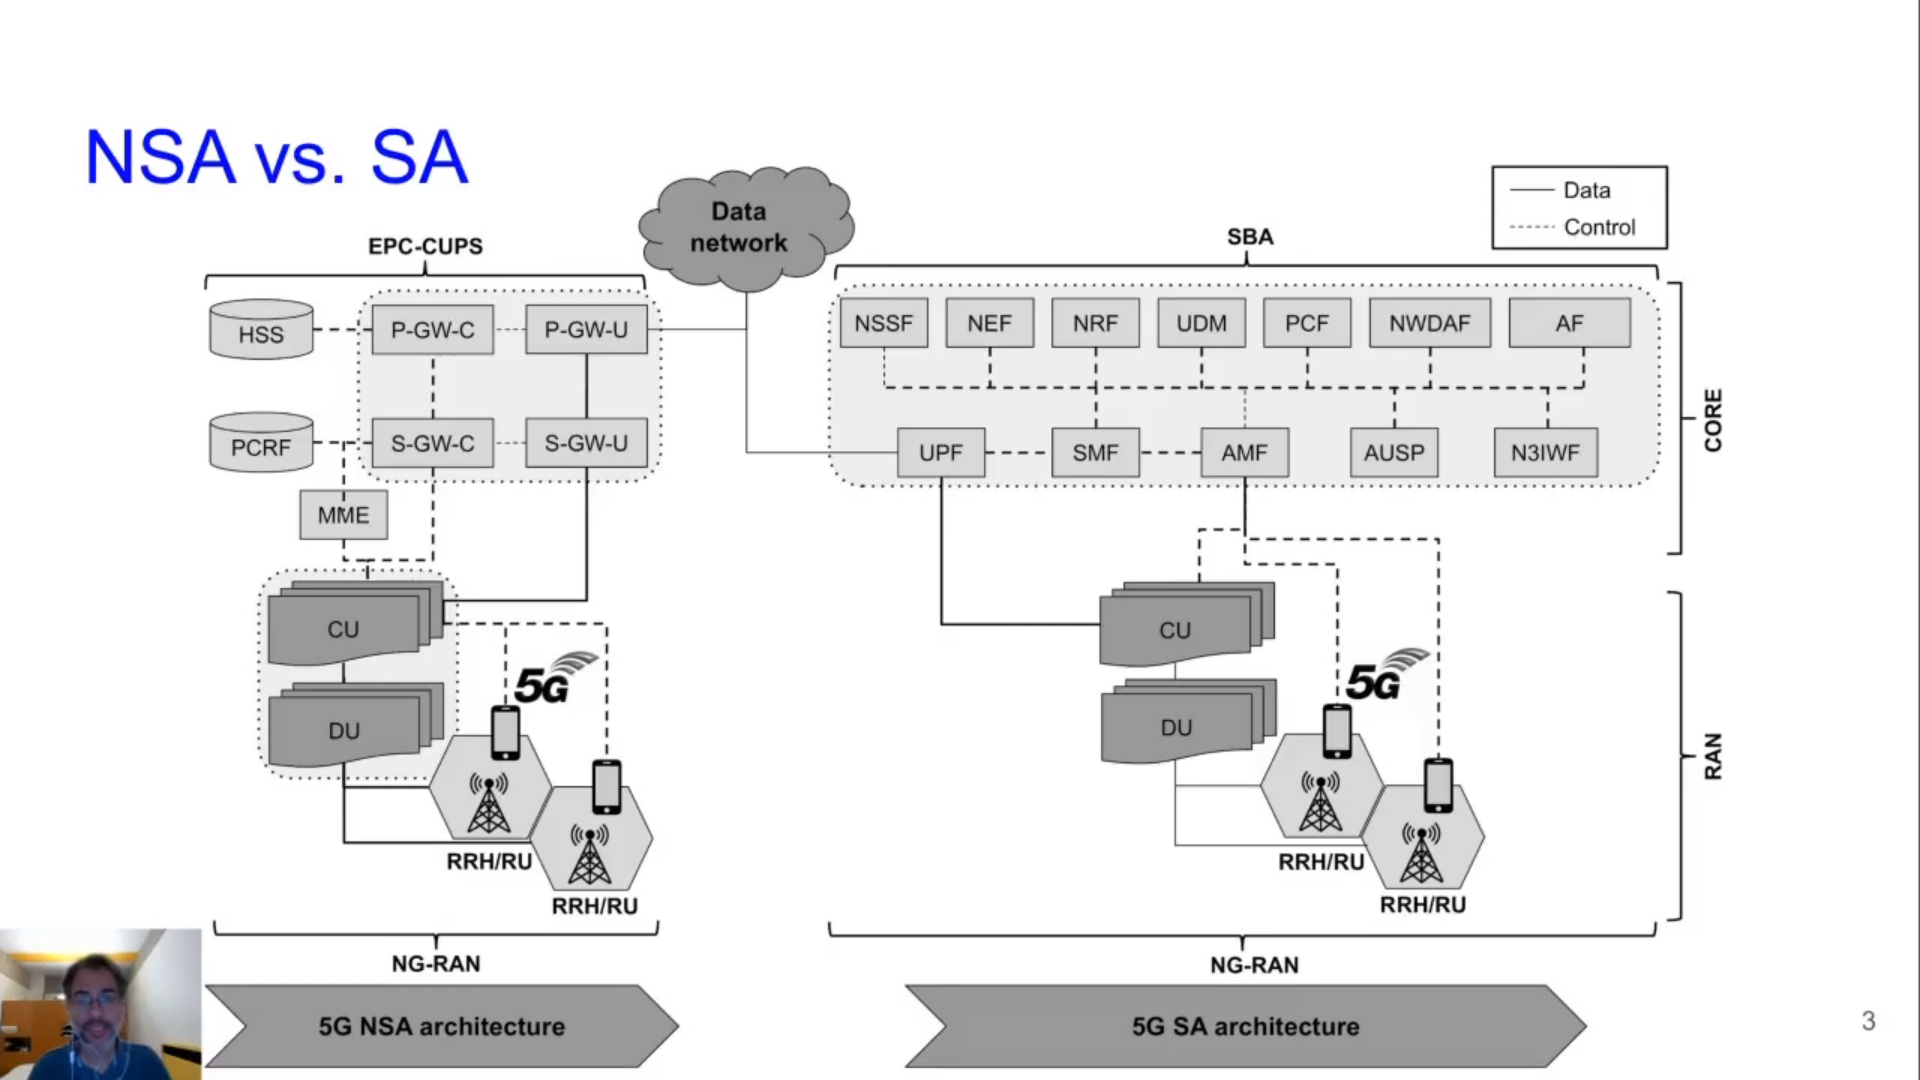 NSA vs. SA
Data
network
Data
Control
EPC-CUPS
SBA
HSS
P-GW-C
P-GW-U
PCRF
S-GW-C
S-GW-U
MME
CU
DU
5G
RRH/RU
RRH/RU
NG-RAN
5G NSA architecture
NSSF
NEF
NRF
UDM
PCF
NWDAF
AF
UPF
SMF
AMF
AUSP
N3IWF
CORE
CU
DU
5G
RRH/RU
RRH/RU
RAN
NG-RAN
5G SA architecture
3